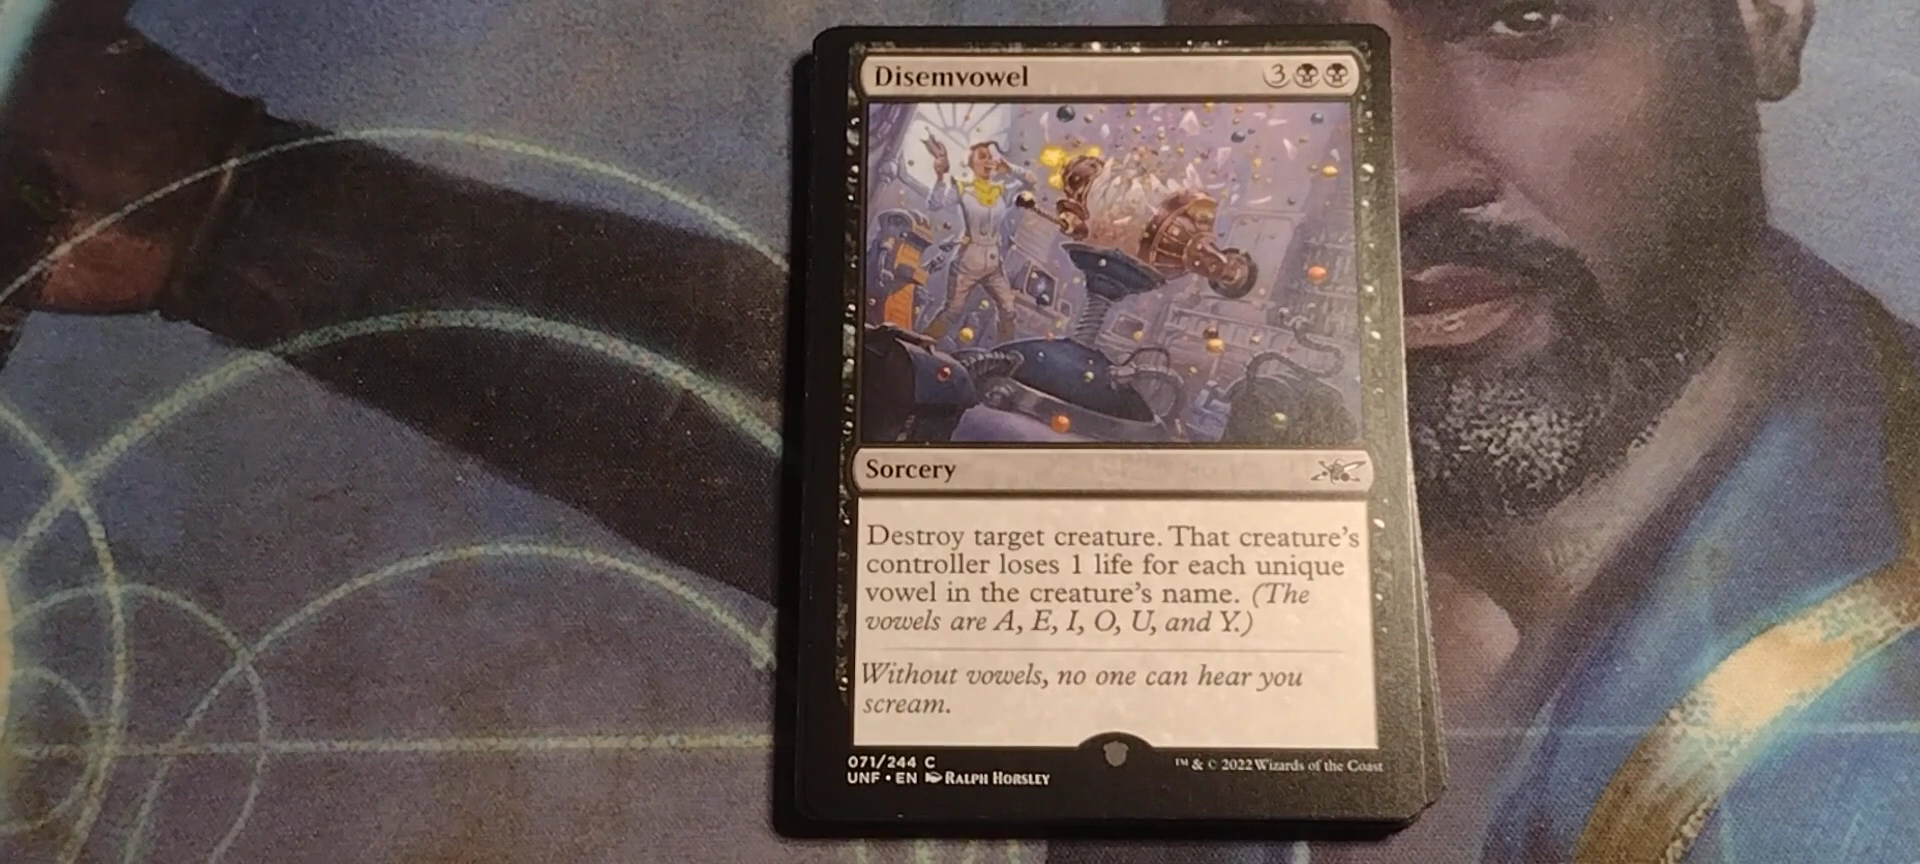 Disemvowel 3
Sorcery
Destroy target creature. That creature's
controller loses 1 life for each unique
vowel in the creature's name. (The
vowels are A, E, I, O, U, and Y.)
Without vowels, no one can hear you
scream.
071/244 C
UNF • EN RALPH HORSLEY
™ & © 2022 Wizards of the Coast